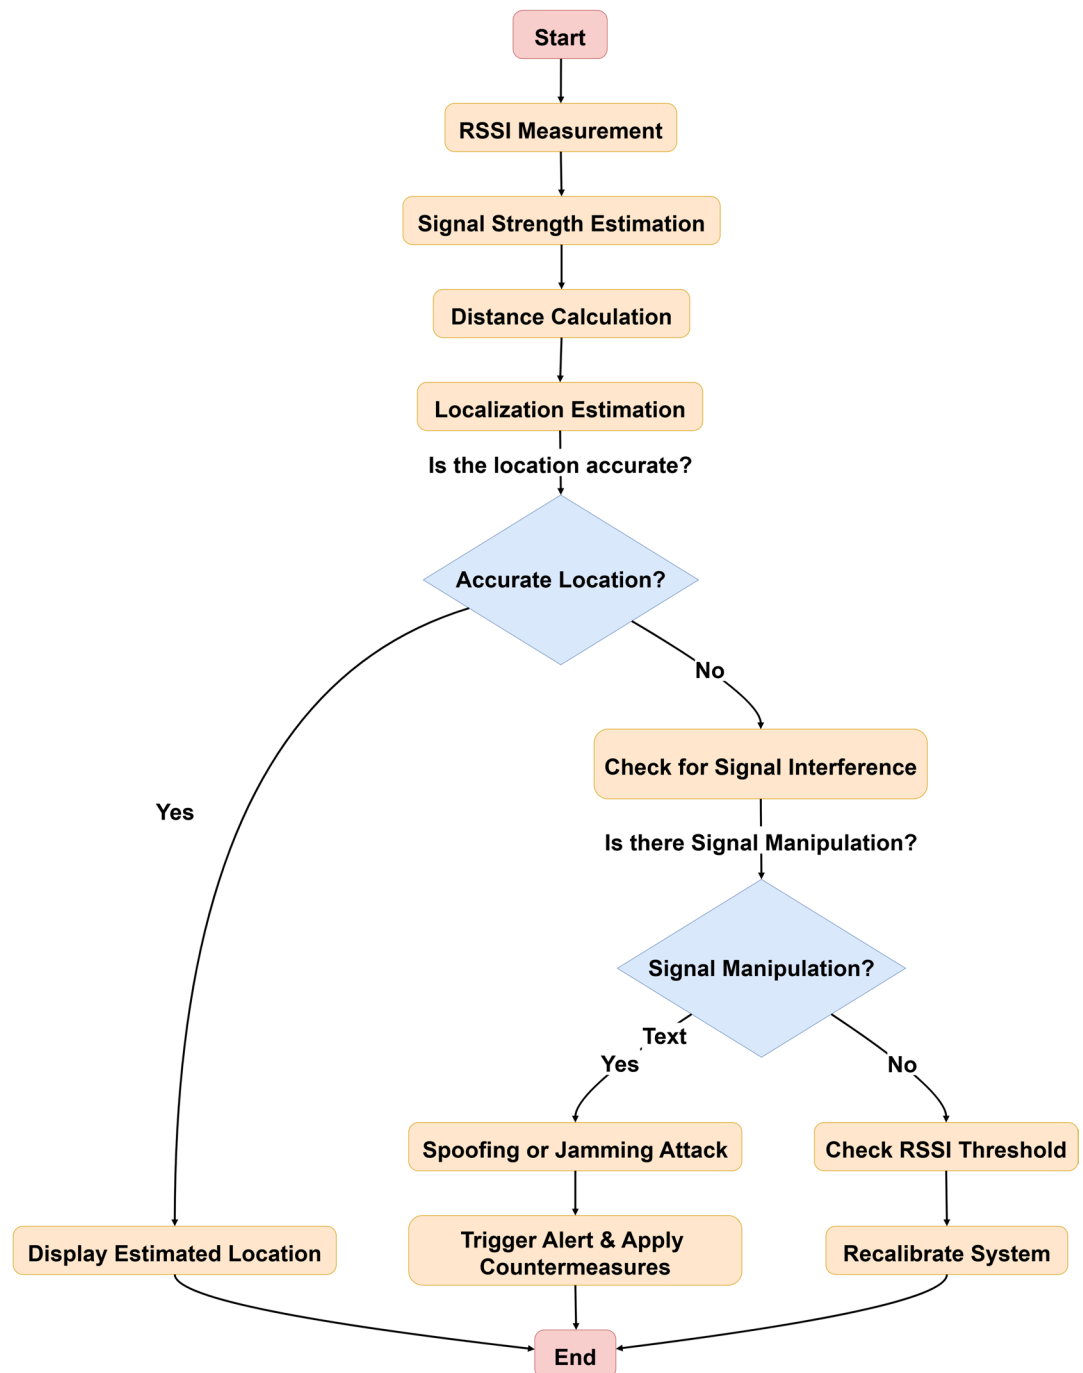 Start
RSSI Measurement
Signal Strength Estimation
Distance Calculation
Localization Estimation
Is the location accurate?
Accurate Location?
No
Yes
Check for Signal Interference
Is there Signal Manipulation?
Signal Manipulation?
Text
Yes
No
Spoofing or Jamming Attack
Check RSSI Threshold
Display Estimated Location
Trigger Alert & Apply
Countermeasures
Recalibrate System
End